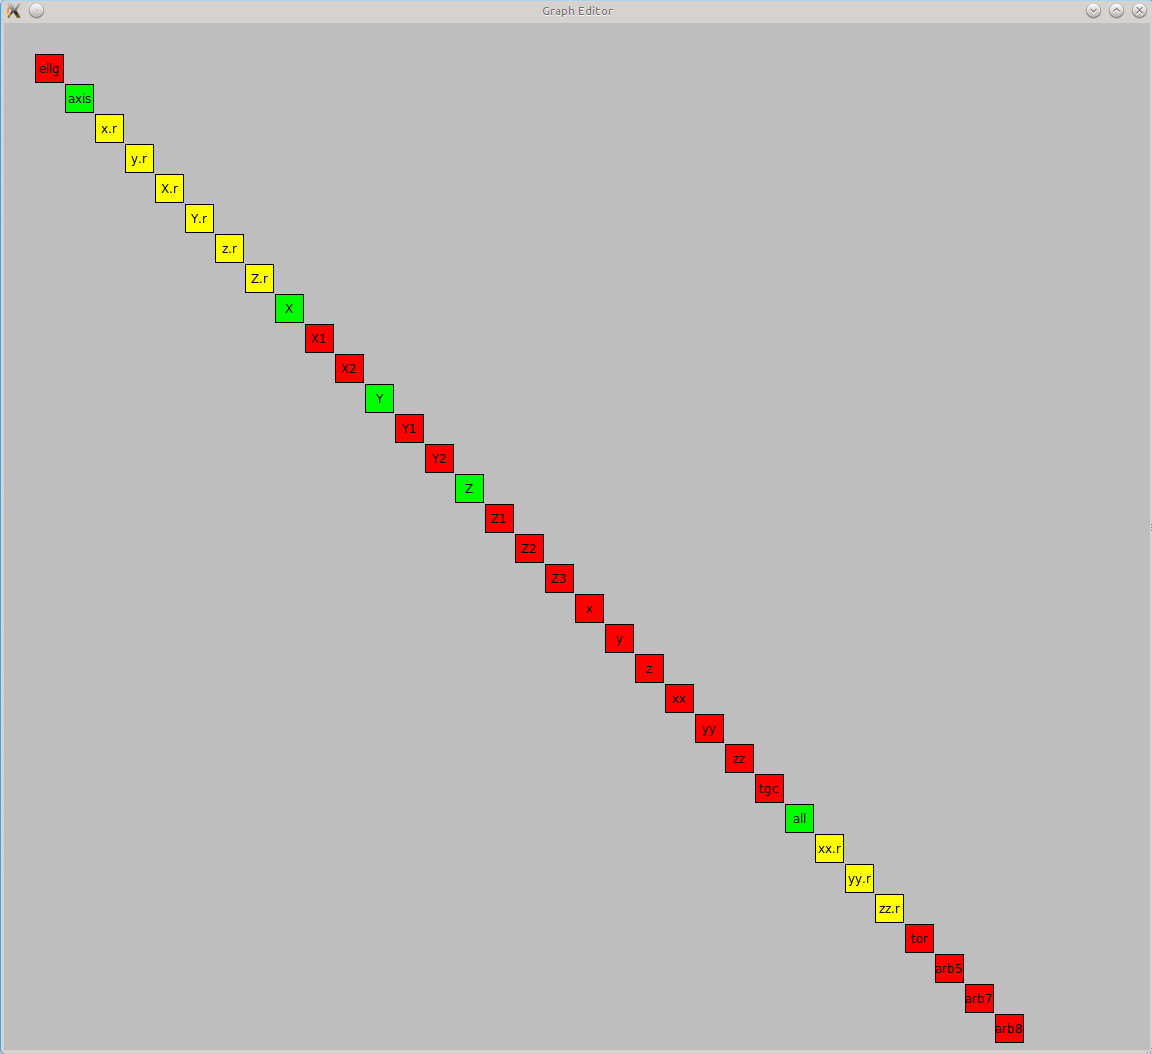 Graph Editor
ellg
axis
x.r
y.r
X.r
Y.r
z.r
Z.r
X
X1
X2
Y
Y1
Y2
Z
Z1
Z2
Z3
x
y
z
xx
yy
zz
tgc
all
xx.r
yy.r
zz.r
tor
arb5
arb7
arb8